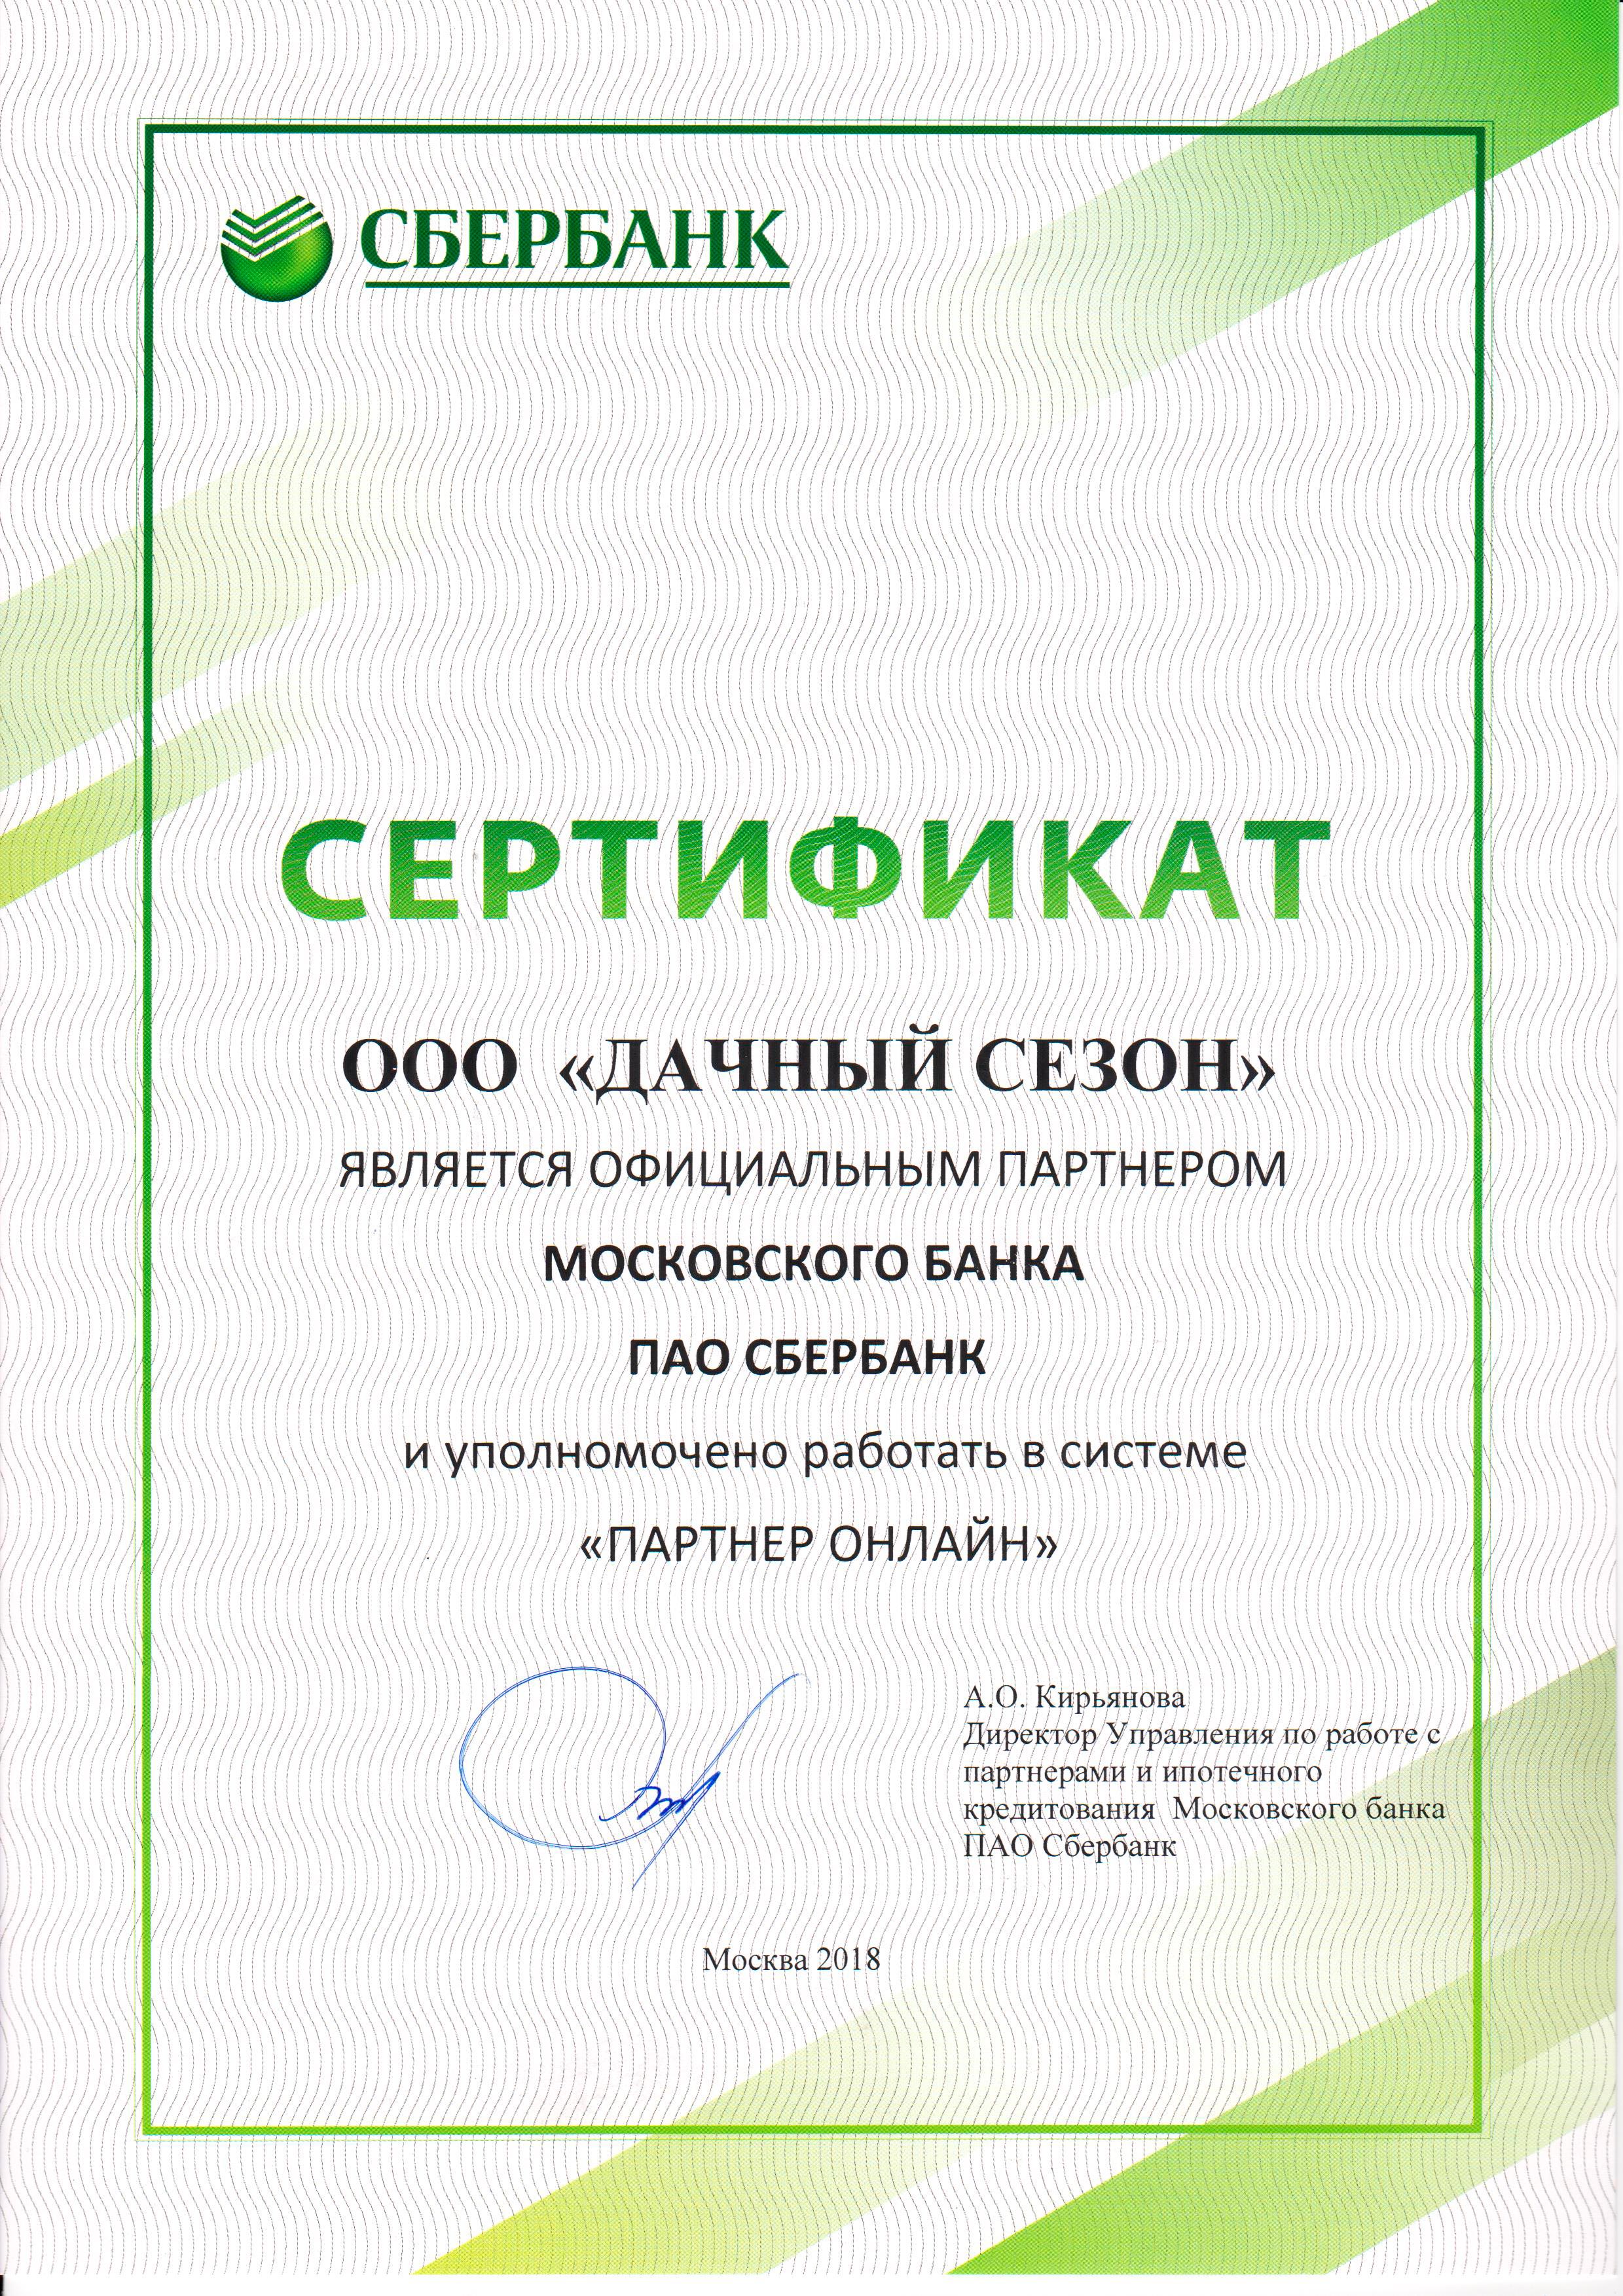 СБЕРБАНК
СЕРТИФИКАТ
ООО «ДАЧНЫЙ СЕЗОН»
ЯВЛЯЕТСЯ ОФИЦИАЛЬНЫМ ПАРТНЕРОМ
МОСКОВСКОГО БАНКА
ПАО СБЕРБАНК
и уполномочено работать в системе
«ПАРТНЕР ОНЛАЙН»
А.О. Кирьянова
Директор Управления по работе с
партнерами и ипотечного
кредитования Московского банка
ПАО Сбербанк
Москва 2018